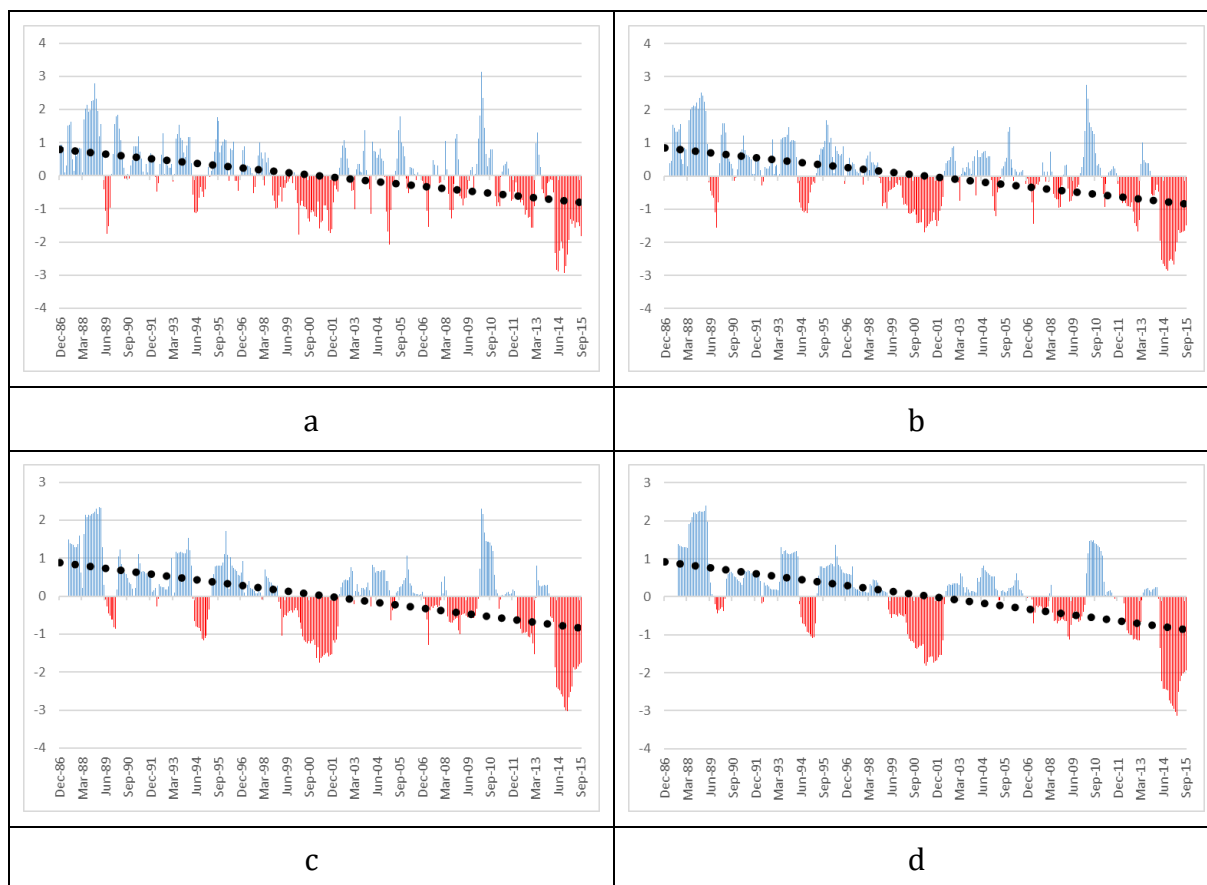 4
3
2
1
0
-1
-2
-3
-4
Dec-86
Mar-88
Jun-89
Sep-90
Dec-91
Mar-93
Jun-94
Sep-95
Dec-96
Mar-98
Jun-99
Sep-00
Dec-01
Mar-03
Jun-04
Sep-05
Dec-06
Mar-08
Jun-09
Sep-10
Dec-11
Mar-13
Jun-14
Sep-15
4
3
2
1
0
-1
-2
-3
-4
Dec-86
Mar-88
Jun-89
Sep-90
Dec-91
Mar-93
Jun-94
Sep-95
Dec-96
Mar-98
Jun-99
Sep-00
Dec-01
Mar-03
Jun-04
Sep-05
Dec-06
Mar-08
Jun-09
Sep-10
Dec-11
Mar-13
Jun-14
Sep-15
a
b
3
2
1
0
-1
-2
-3
-4
Dec-86
Mar-88
Jun-89
Sep-90
Dec-91
Mar-93
Jun-94
Sep-95
Dec-96
Mar-98
Jun-99
Sep-00
Dec-01
Mar-03
Jun-04
Sep-05
Dec-06
Mar-08
Jun-09
Sep-10
Dec-11
Mar-13
Jun-14
Sep-15
3
2
1
0
-1
-2
-3
-4
Dec-86
Mar-88
Jun-89
Sep-90
Dec-91
Mar-93
Jun-94
Sep-95
Dec-96
Mar-98
Jun-99
Sep-00
Dec-01
Mar-03
Jun-04
Sep-05
Dec-06
Mar-08
Jun-09
Sep-10
Dec-11
Mar-13
Jun-14
Sep-15
c
d